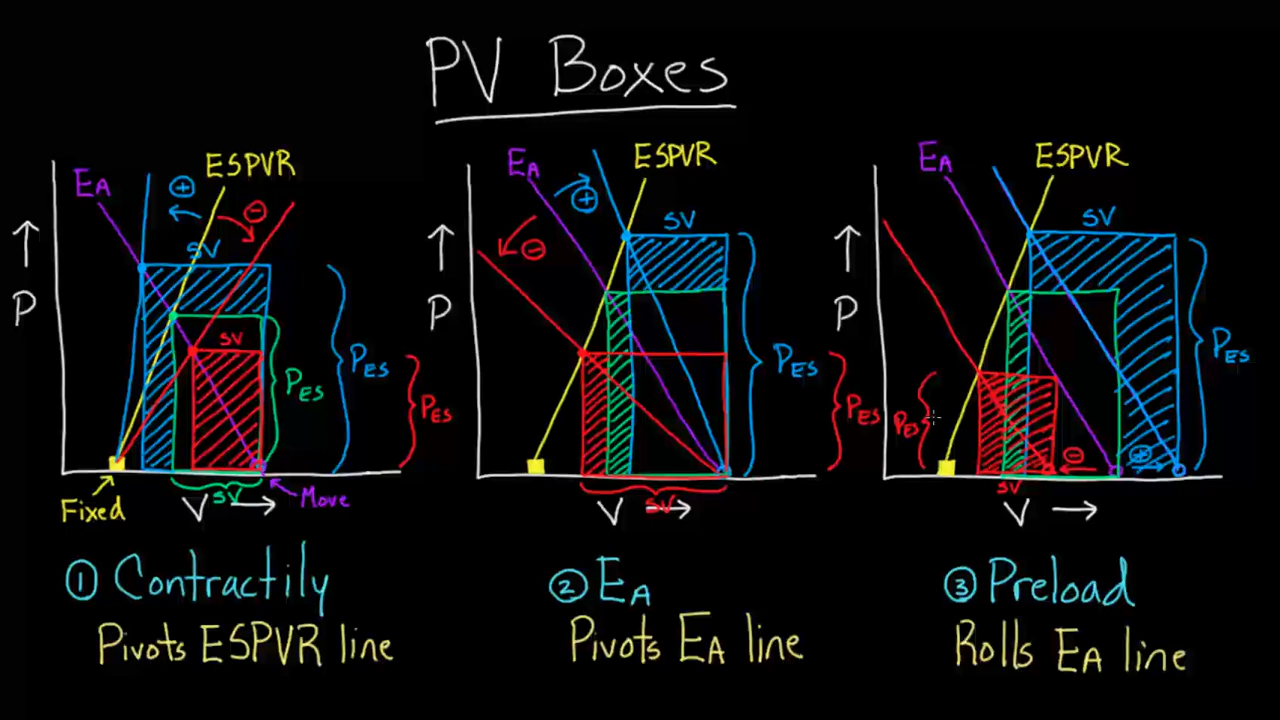 PV Boxes
EA
ESPVR
+
-
SV
P
SV
PES
PES
PES
SV
Fixed
V →
Move
EA
ESPVR
+
-
SV
P
PES
PES
SV
V →
EA
ESPVR
SV
P
PES
PES
-
+
SV
V →
① Contractily
Pivots ESPVR line
② EA
Pivots EA line
③ Preload
Rolls EA line